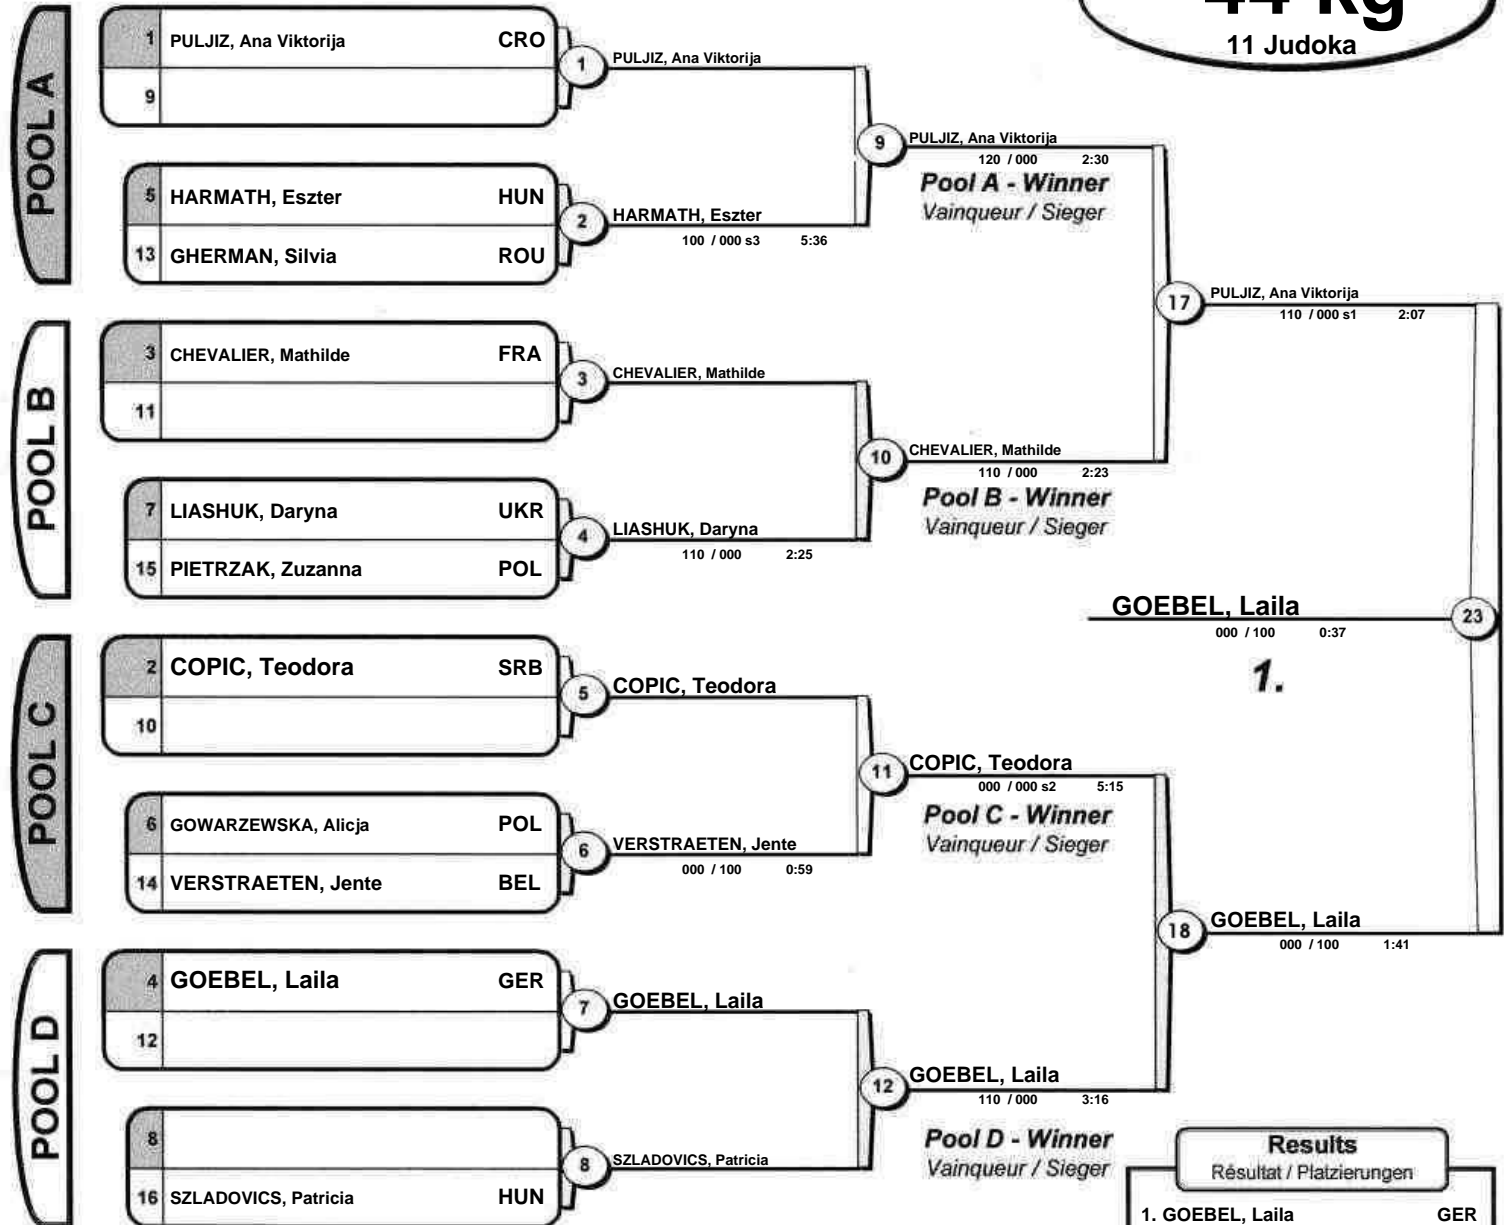 44 kg
11 Judoka
POOL A
1 PULJIZ, Ana Viktorija CRO
9
5 HARMATH, Eszter HUN
13 GHERMAN, Silvia ROU
1 PULJIZ, Ana Viktorija
2 HARMATH, Eszter
100 / 000 s3 5:36
9 PULJIZ, Ana Viktorija
120 / 000 2:30
Pool A - Winner
Vainqueur / Sieger
POOL B
3 CHEVALIER, Mathilde FRA
11
7 LIASHUK, Daryna UKR
15 PIETRZAK, Zuzanna POL
3 CHEVALIER, Mathilde
4 LIASHUK, Daryna
110 / 000 2:25
10 CHEVALIER, Mathilde
110 / 000 2:23
Pool B - Winner
Vainqueur / Sieger
17 PULJIZ, Ana Viktorija
110 / 000 s1 2:07
GOEBEL, Laila 23
000 / 100 0:37
1.
POOL C
2 COPIC, Teodora SRB
10
6 GOWARZEWSKA, Alicja POL
14 VERSTRAETEN, Jente BEL
5 COPIC, Teodora
6 VERSTRAETEN, Jente
000 / 100 0:59
11 COPIC, Teodora
000 / 000 s2 5:15
Pool C - Winner
Vainqueur / Sieger
POOL D
4 GOEBEL, Laila GER
12
8
16 SZLADOVICS, Patricia HUN
7 GOEBEL, Laila
8 SZLADOVICS, Patricia
12 GOEBEL, Laila
110 / 000 3:16
Pool D - Winner
Vainqueur / Sieger
18 GOEBEL, Laila
000 / 100 1:41
Results
Résultat / Platzierungen
1. GOEBEL, Laila GER